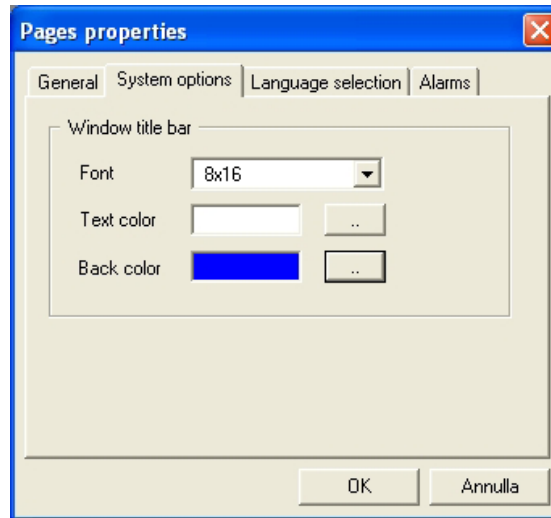 Pages properties
General System options Language selection Alarms
Window title bar
Font 8x16
Text color ..
Back color ..
OK Annulla